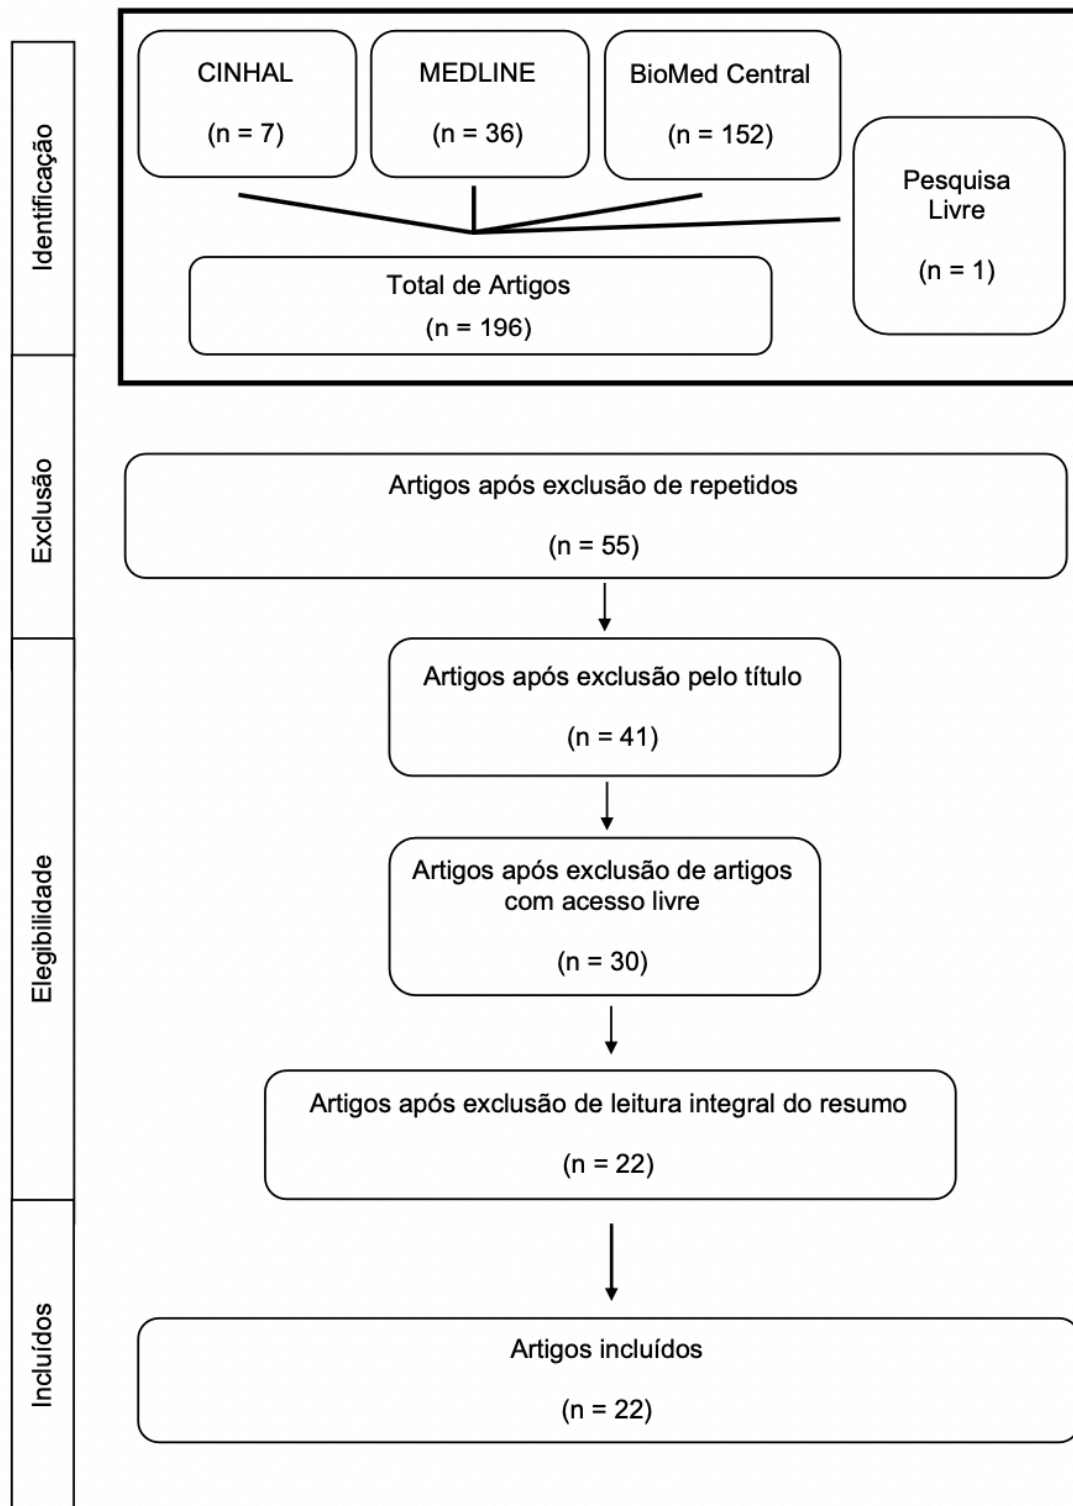 Identificação
CINHAL
(n = 7)
MEDLINE
(n = 36)
BioMed Central
(n = 152)
Pesquisa
Livre
(n = 1)
Total de Artigos
(n = 196)
Exclusão
Artigos após exclusão de repetidos
(n = 55)
Elegibilidade
Artigos após exclusão pelo título
(n = 41)
Artigos após exclusão de artigos
com acesso livre
(n = 30)
Artigos após exclusão de leitura integral do resumo
(n = 22)
Incluídos
Artigos incluídos
(n = 22)